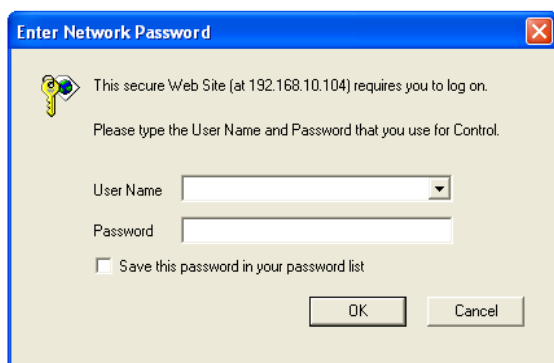 Enter Network Password
This secure Web Site (at 192.168.10.104) requires you to log on.
Please type the User Name and Password that you use for Control.
User Name
Password
Save this password in your password list
OK
Cancel